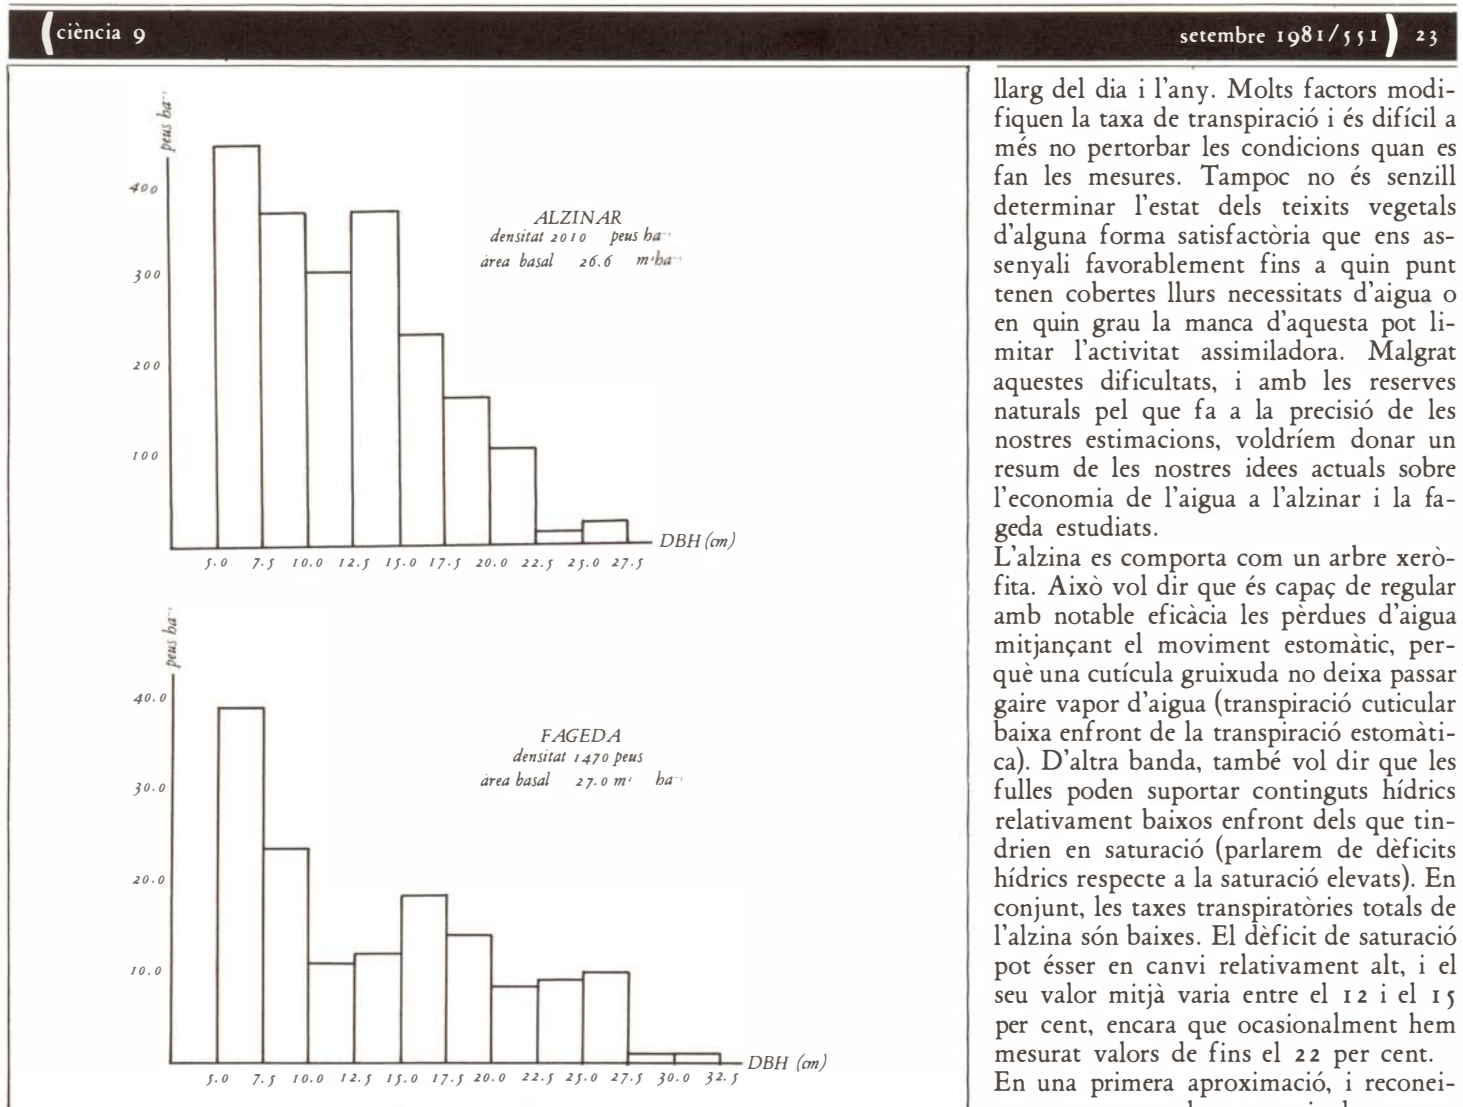 (ciència 9
setembre 1981/551) 23
peus ha⁻¹
400
300
200
100
ALZINAR
densitat 2010 peus ha⁻¹
àrea basal 26.6 m²ha⁻¹
DBH (cm)
5.0 7.5 10.0 12.5 15.0 17.5 20.0 22.5 25.0 27.5
peus ha⁻¹
40.0
30.0
20.0
10.0
FAGEDA
densitat 1470 peus
àrea basal 27.0 m² ha⁻¹
DBH (cm)
5.0 7.5 10.0 12.5 15.0 17.5 20.0 22.5 25.0 27.5 30.0 32.5
llarg del dia i l'any. Molts factors modi-
fiquen la taxa de transpiració i és difícil a
més no pertorbar les condicions quan es
fan les mesures. Tampoc no és senzill
determinar l'estat dels teixits vegetals
d'alguna forma satisfactòria que ens as-
senyali favorablement fins a quin punt
tenen cobertes llurs necessitats d'aigua o
en quin grau la manca d'aquesta pot li-
mitar l'activitat assimiladora. Malgrat
aquestes dificultats, i amb les reserves
naturals pel que fa a la precisió de les
nostres estimacions, voldríem donar un
resum de les nostres idees actuals sobre
l'economia de l'aigua a l'alzinar i la fa-
geda estudiats.
L'alzina es comporta com un arbre xerò-
fita. Això vol dir que és capaç de regular
amb notable eficàcia les pèrdues d'aigua
mitjançant el moviment estomàtic, per-
què una cutícula gruixuda no deixa passar
gaire vapor d'aigua (transpiració cuticular
baixa enfront de la transpiració estomàti-
ca). D'altra banda, també vol dir que les
fulles poden suportar continguts hídrics
relativament baixos enfront dels que tin-
drien en saturació (parlarem de dèficits
hídrics respecte a la saturació elevats). En
conjunt, les taxes transpiratòries totals de
l'alzina són baixes. El dèficit de saturació
pot ésser en canvi relativament alt, i el
seu valor mitjà varia entre el 12 i el 15
per cent, encara que ocasionalment hem
mesurat valors de fins el 22 per cent.
En una primera aproximació, i reconei-